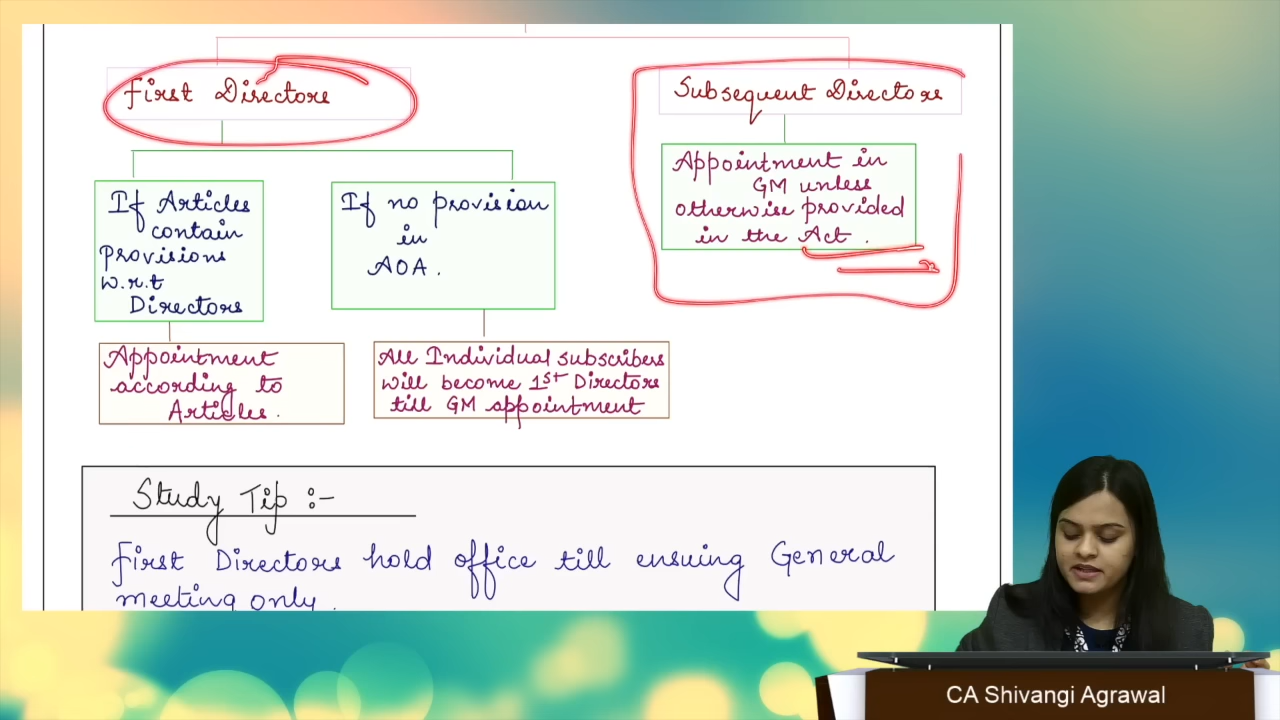 First Directors
Subsequent Directors
If Articles
contain
Provisions
w.r.t
Directors
If no provision
in
AOA.
Appointment in
GM unless
otherwise provided
in the Act.
Appointment
according to
Articles.
All Individual subscribers
will become 1st Directors
till GM appointment
Study Tip :-
First Directors hold office till ensuing General
meeting only.
CA Shivangi Agrawal